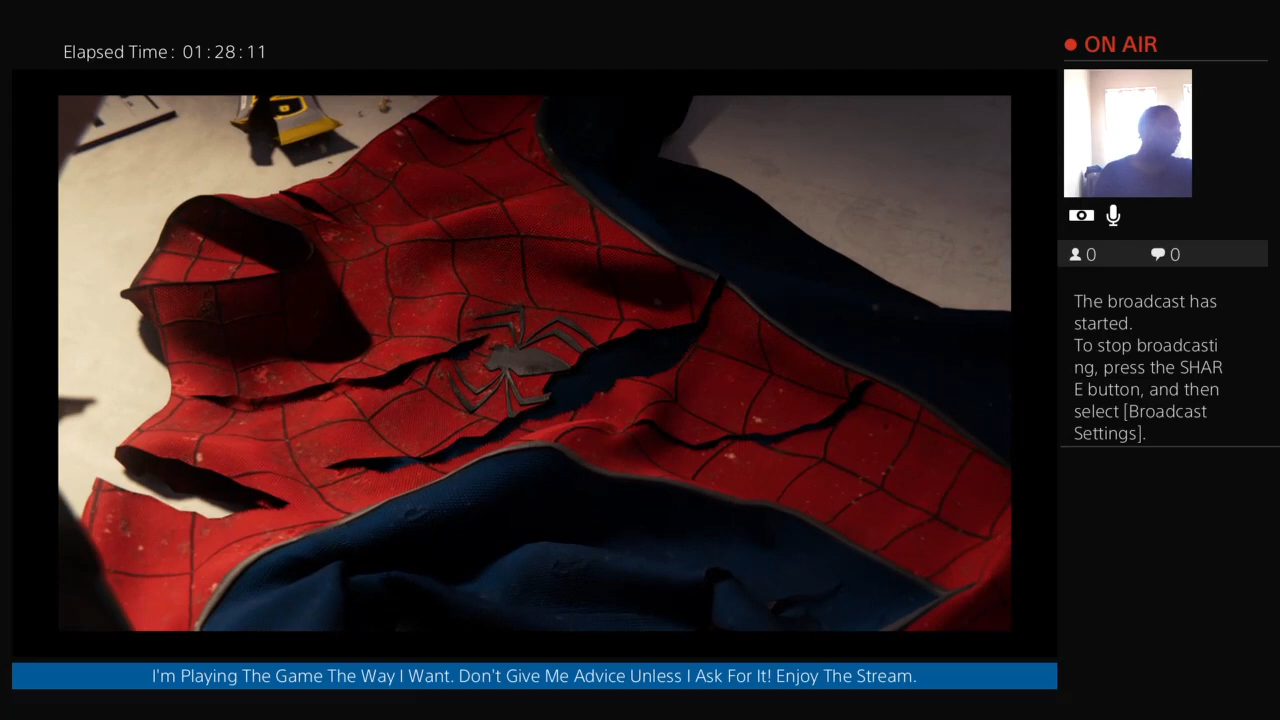 Elapsed Time: 01:28:11
ON AIR
0 0
The broadcast has
started.
To stop broadcasti
ng, press the SHAR
E button, and then
select [Broadcast
Settings].
I'm Playing The Game The Way I Want. Don't Give Me Advice Unless I Ask For It! Enjoy The Stream.